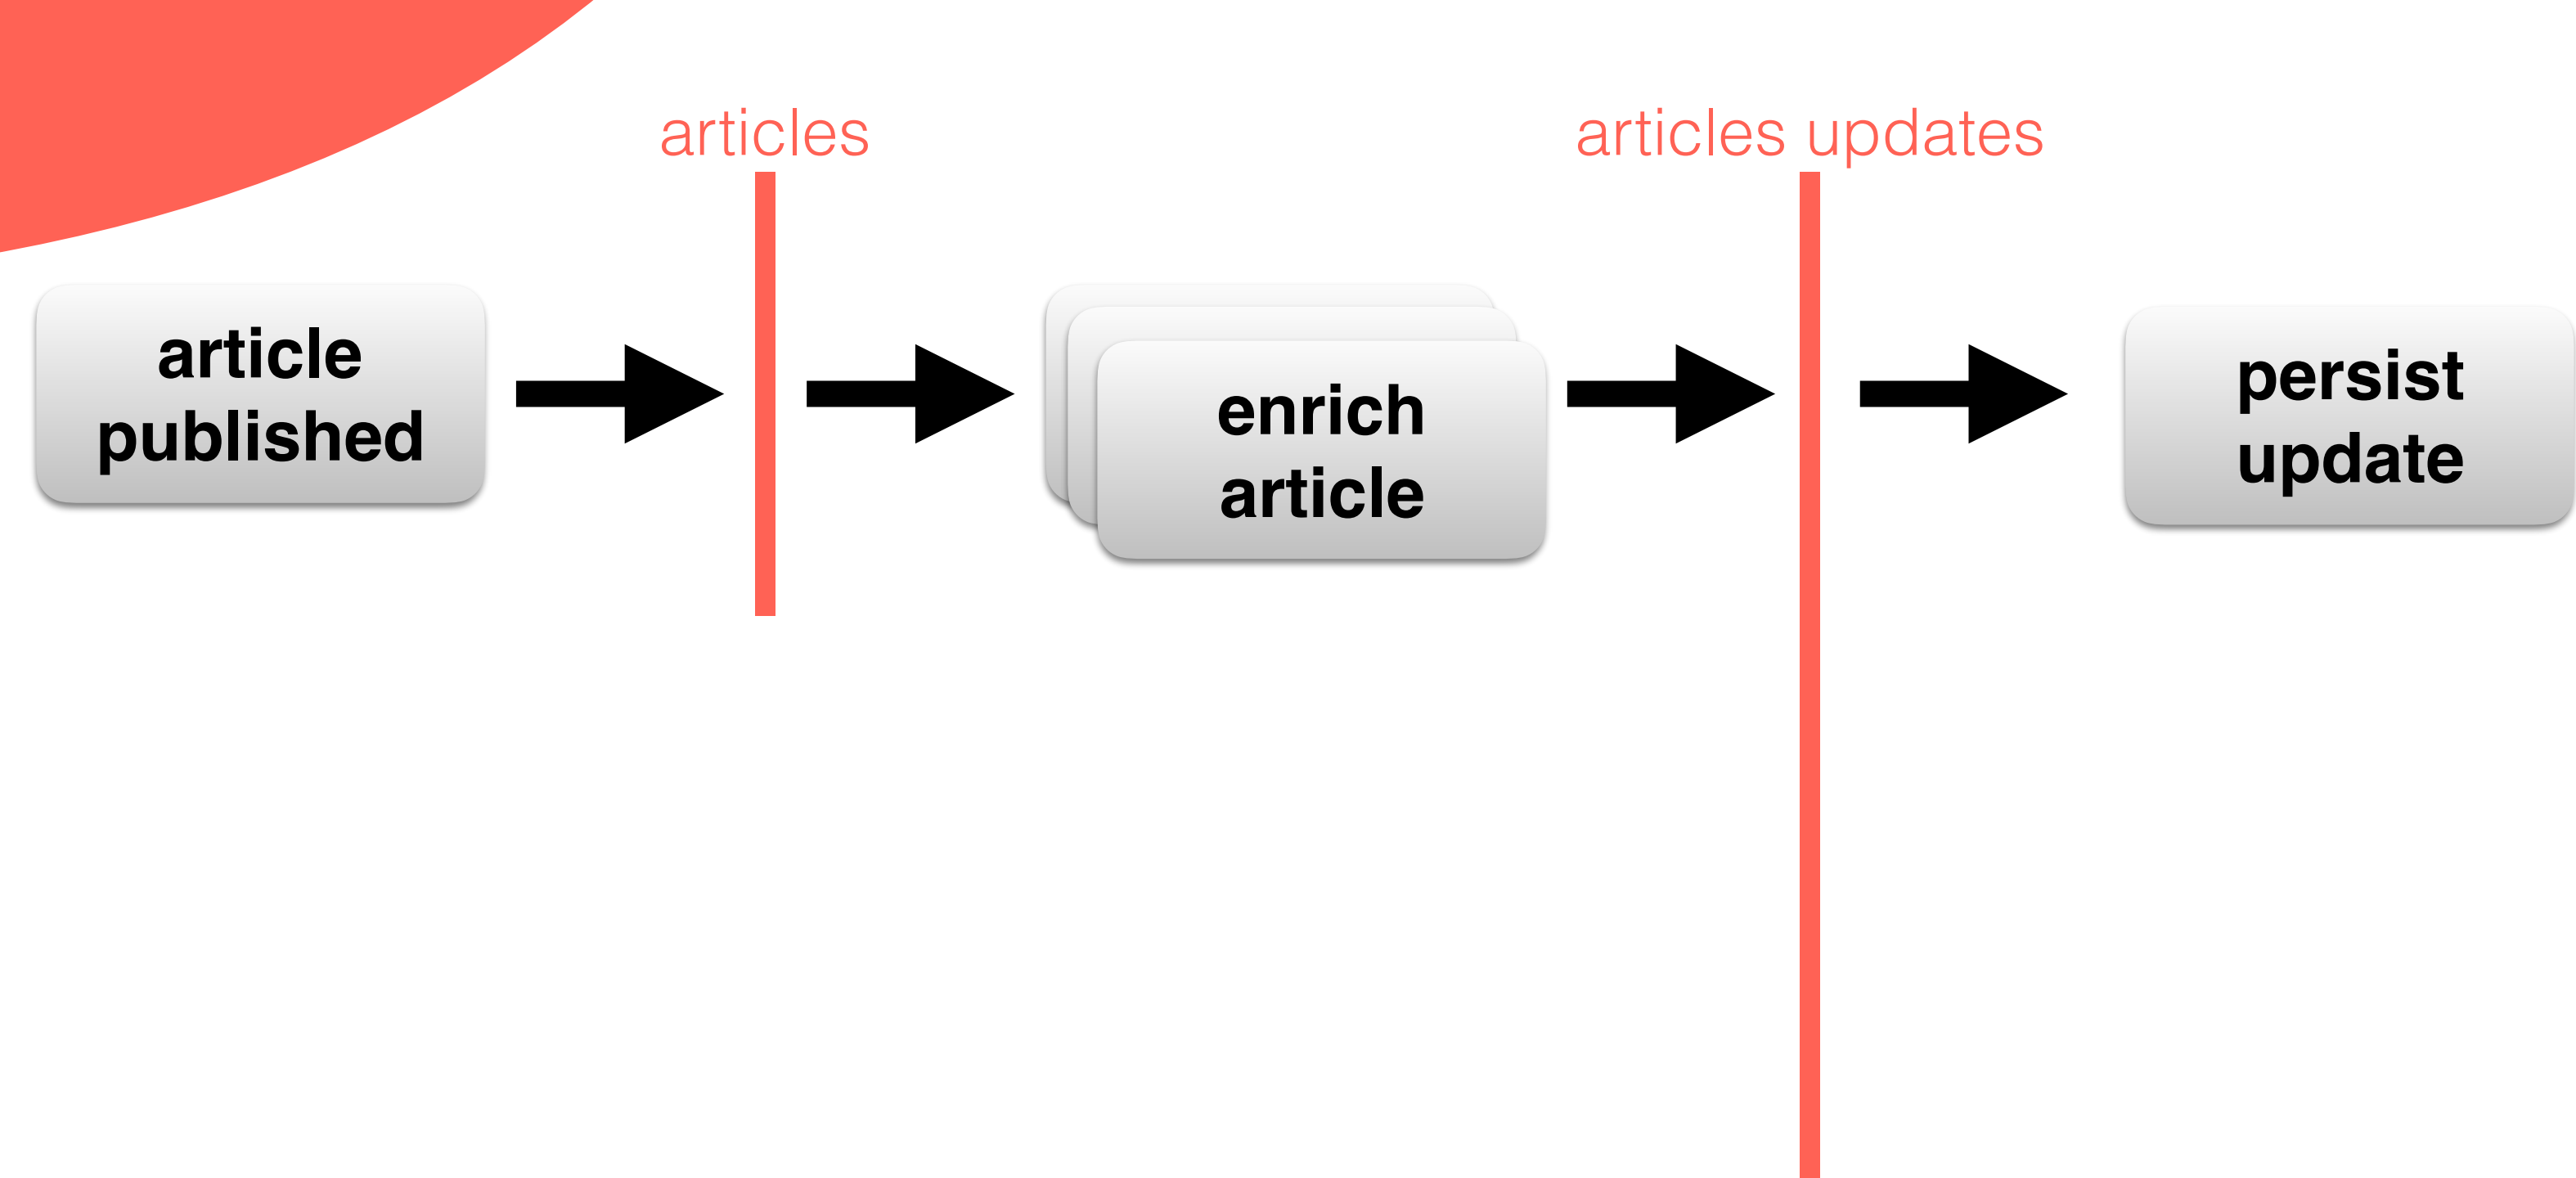 articles
articles updates
article
published
enrich
article
persist
update